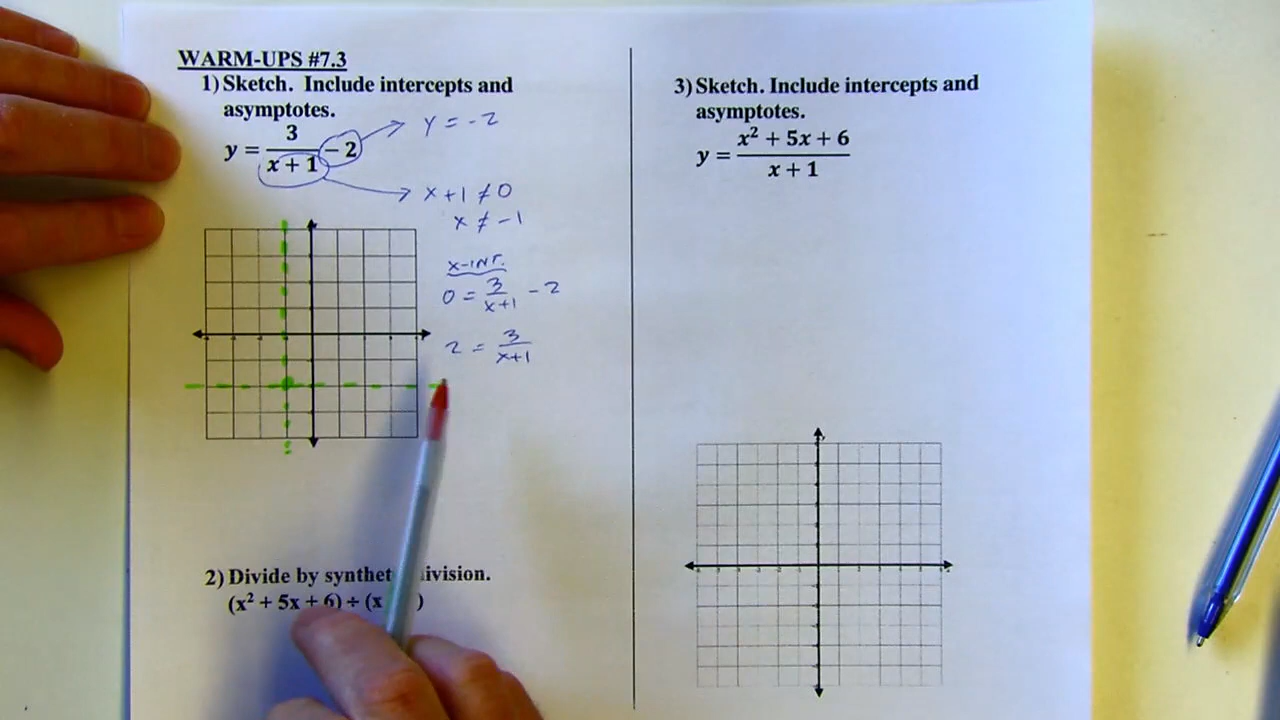 WARM-UPS #7.3
1) Sketch. Include intercepts and
asymptotes.
y = 3/(x + 1) − 2
y = -2
x+1 ≠ 0
x ≠ -1
x-INT.
0 = 3/(x+1) - 2
2 = 3/(x+1)
2) Divide by ivision.
(x² + 5x + 6) ÷ (x )
3) Sketch. Include intercepts and
asymptotes.
y = (x² + 5x + 6)/(x + 1)